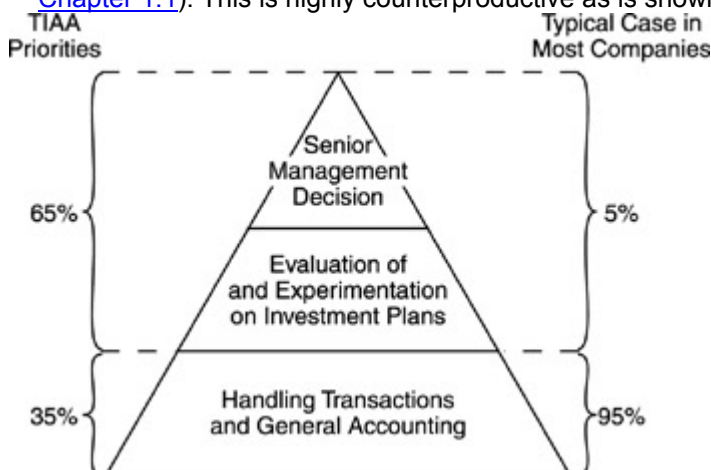 Chapter 1.1). This is highly counterproductive as is shown
TIAA
Priorities
Typical Case in
Most Companies
Senior
Management
Decision
65%
5%
Evaluation of
and Experimentation
on Investment Plans
35%
Handling Transactions
and General Accounting
95%